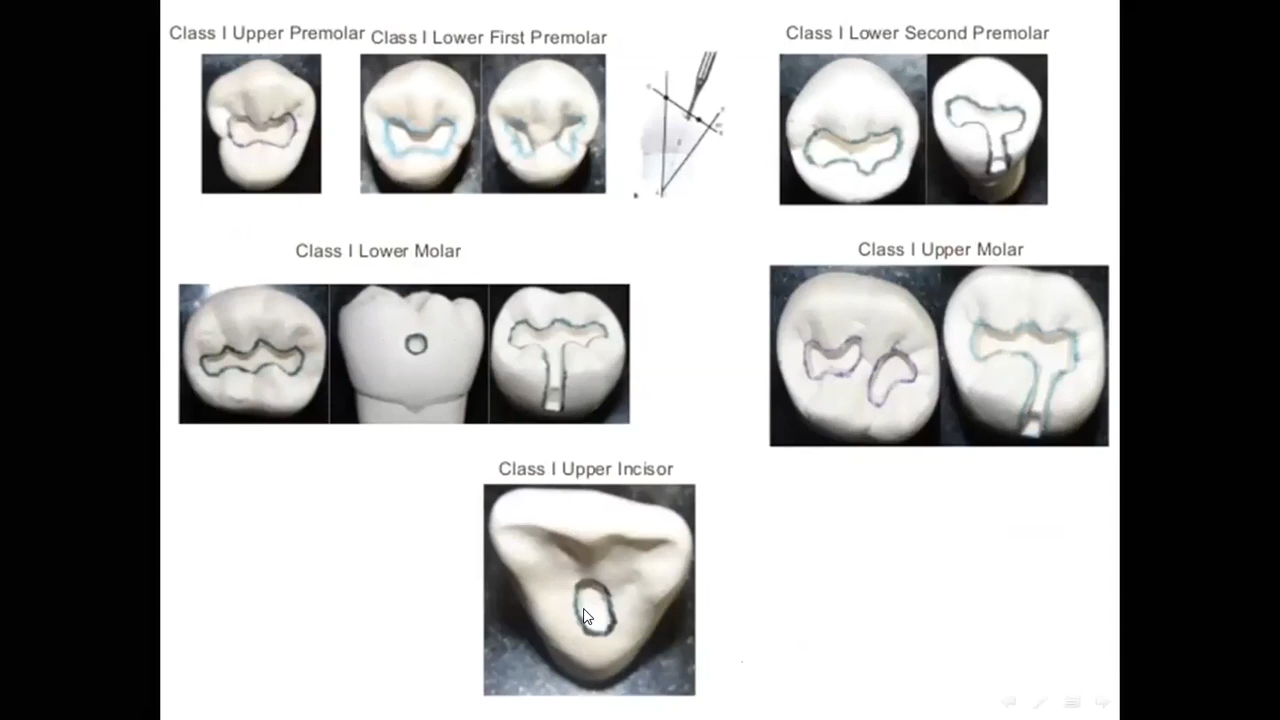 Class I Upper Premolar
Class I Lower First Premolar
Class I Lower Second Premolar
Class I Lower Molar
Class I Upper Molar
Class I Upper Incisor